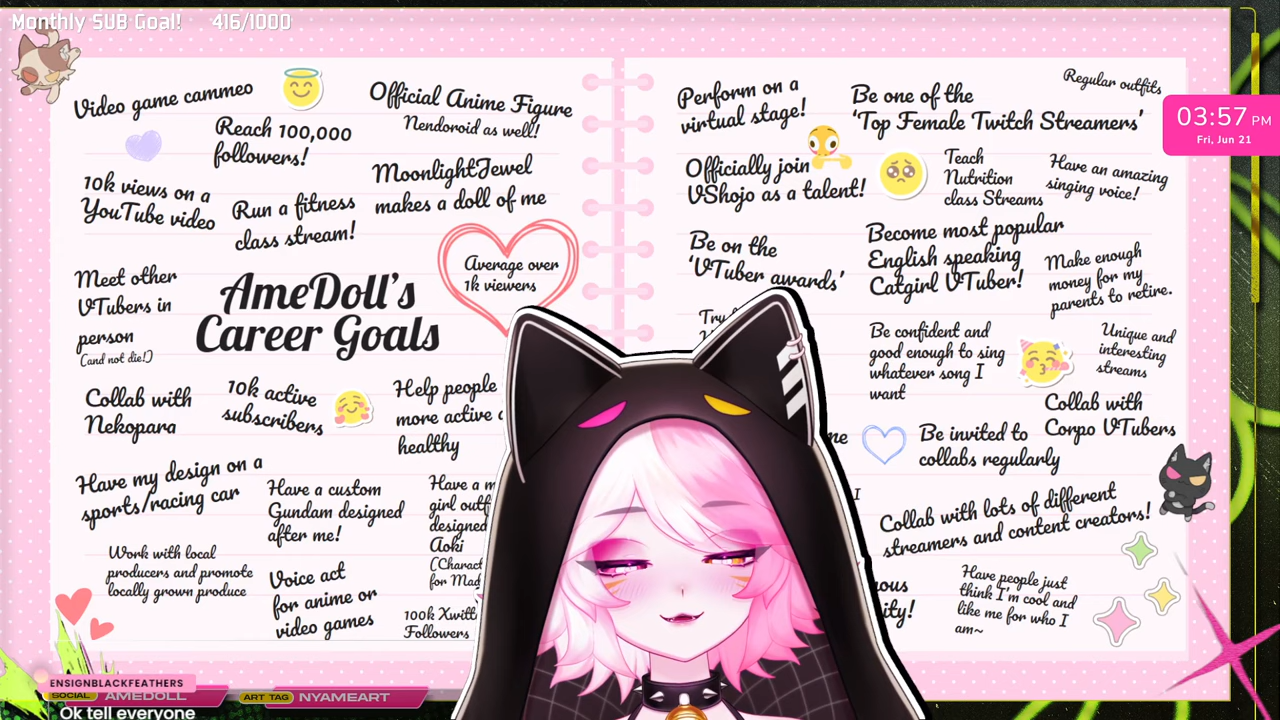 Monthly SUB Goal! 416/1000
Video game cammeo
Reach 100,000
followers!
Official Anime Figure
Nendoroid as well!
10k views on a
YouTube video
Run a fitness
class stream!
MoonlightJewel
makes a doll of me
Average over
1k viewers
Meet other
VTubers in
person
(and not die!)
AmeDoll's
Career Goals
Collab with
Nekopara
10k active
subscribers
Help people
more active
healthy
Have my design on a
sports/racing car
Have a custom
Gundam designed
after me!
Have a
girl
designed
Aoki
for
Work with local
producers and promote
locally grown produce
Voice act
for anime or
video games
100k Xwitt
Followers
Perform on a
virtual stage!
Be one of the
'Top Female Twitch Streamers'
Regular outfits
03:57 PM
Fri, Jun 21
Officially join
VShojo as a talent!
Teach
Nutrition
class Streams
Have an amazing
singing voice!
Be on the
'VTuber awards'
Become most popular
English speaking
Catgirl VTuber!
Make enough
money for my
parents to retire.
Be confident and
good enough to sing
whatever song I
want
Unique and
interesting
streams
Collab with
Corpo VTubers
Be invited to
collabs regularly
I
Collab with lots of different
streamers and content creators!
Have people just
think I'm cool and
like me for who I
am~
ENSIGNBLACKFEATHERS
SOCIAL AMEDOLL
ART TAG NYAMEART
Ok tell everyone